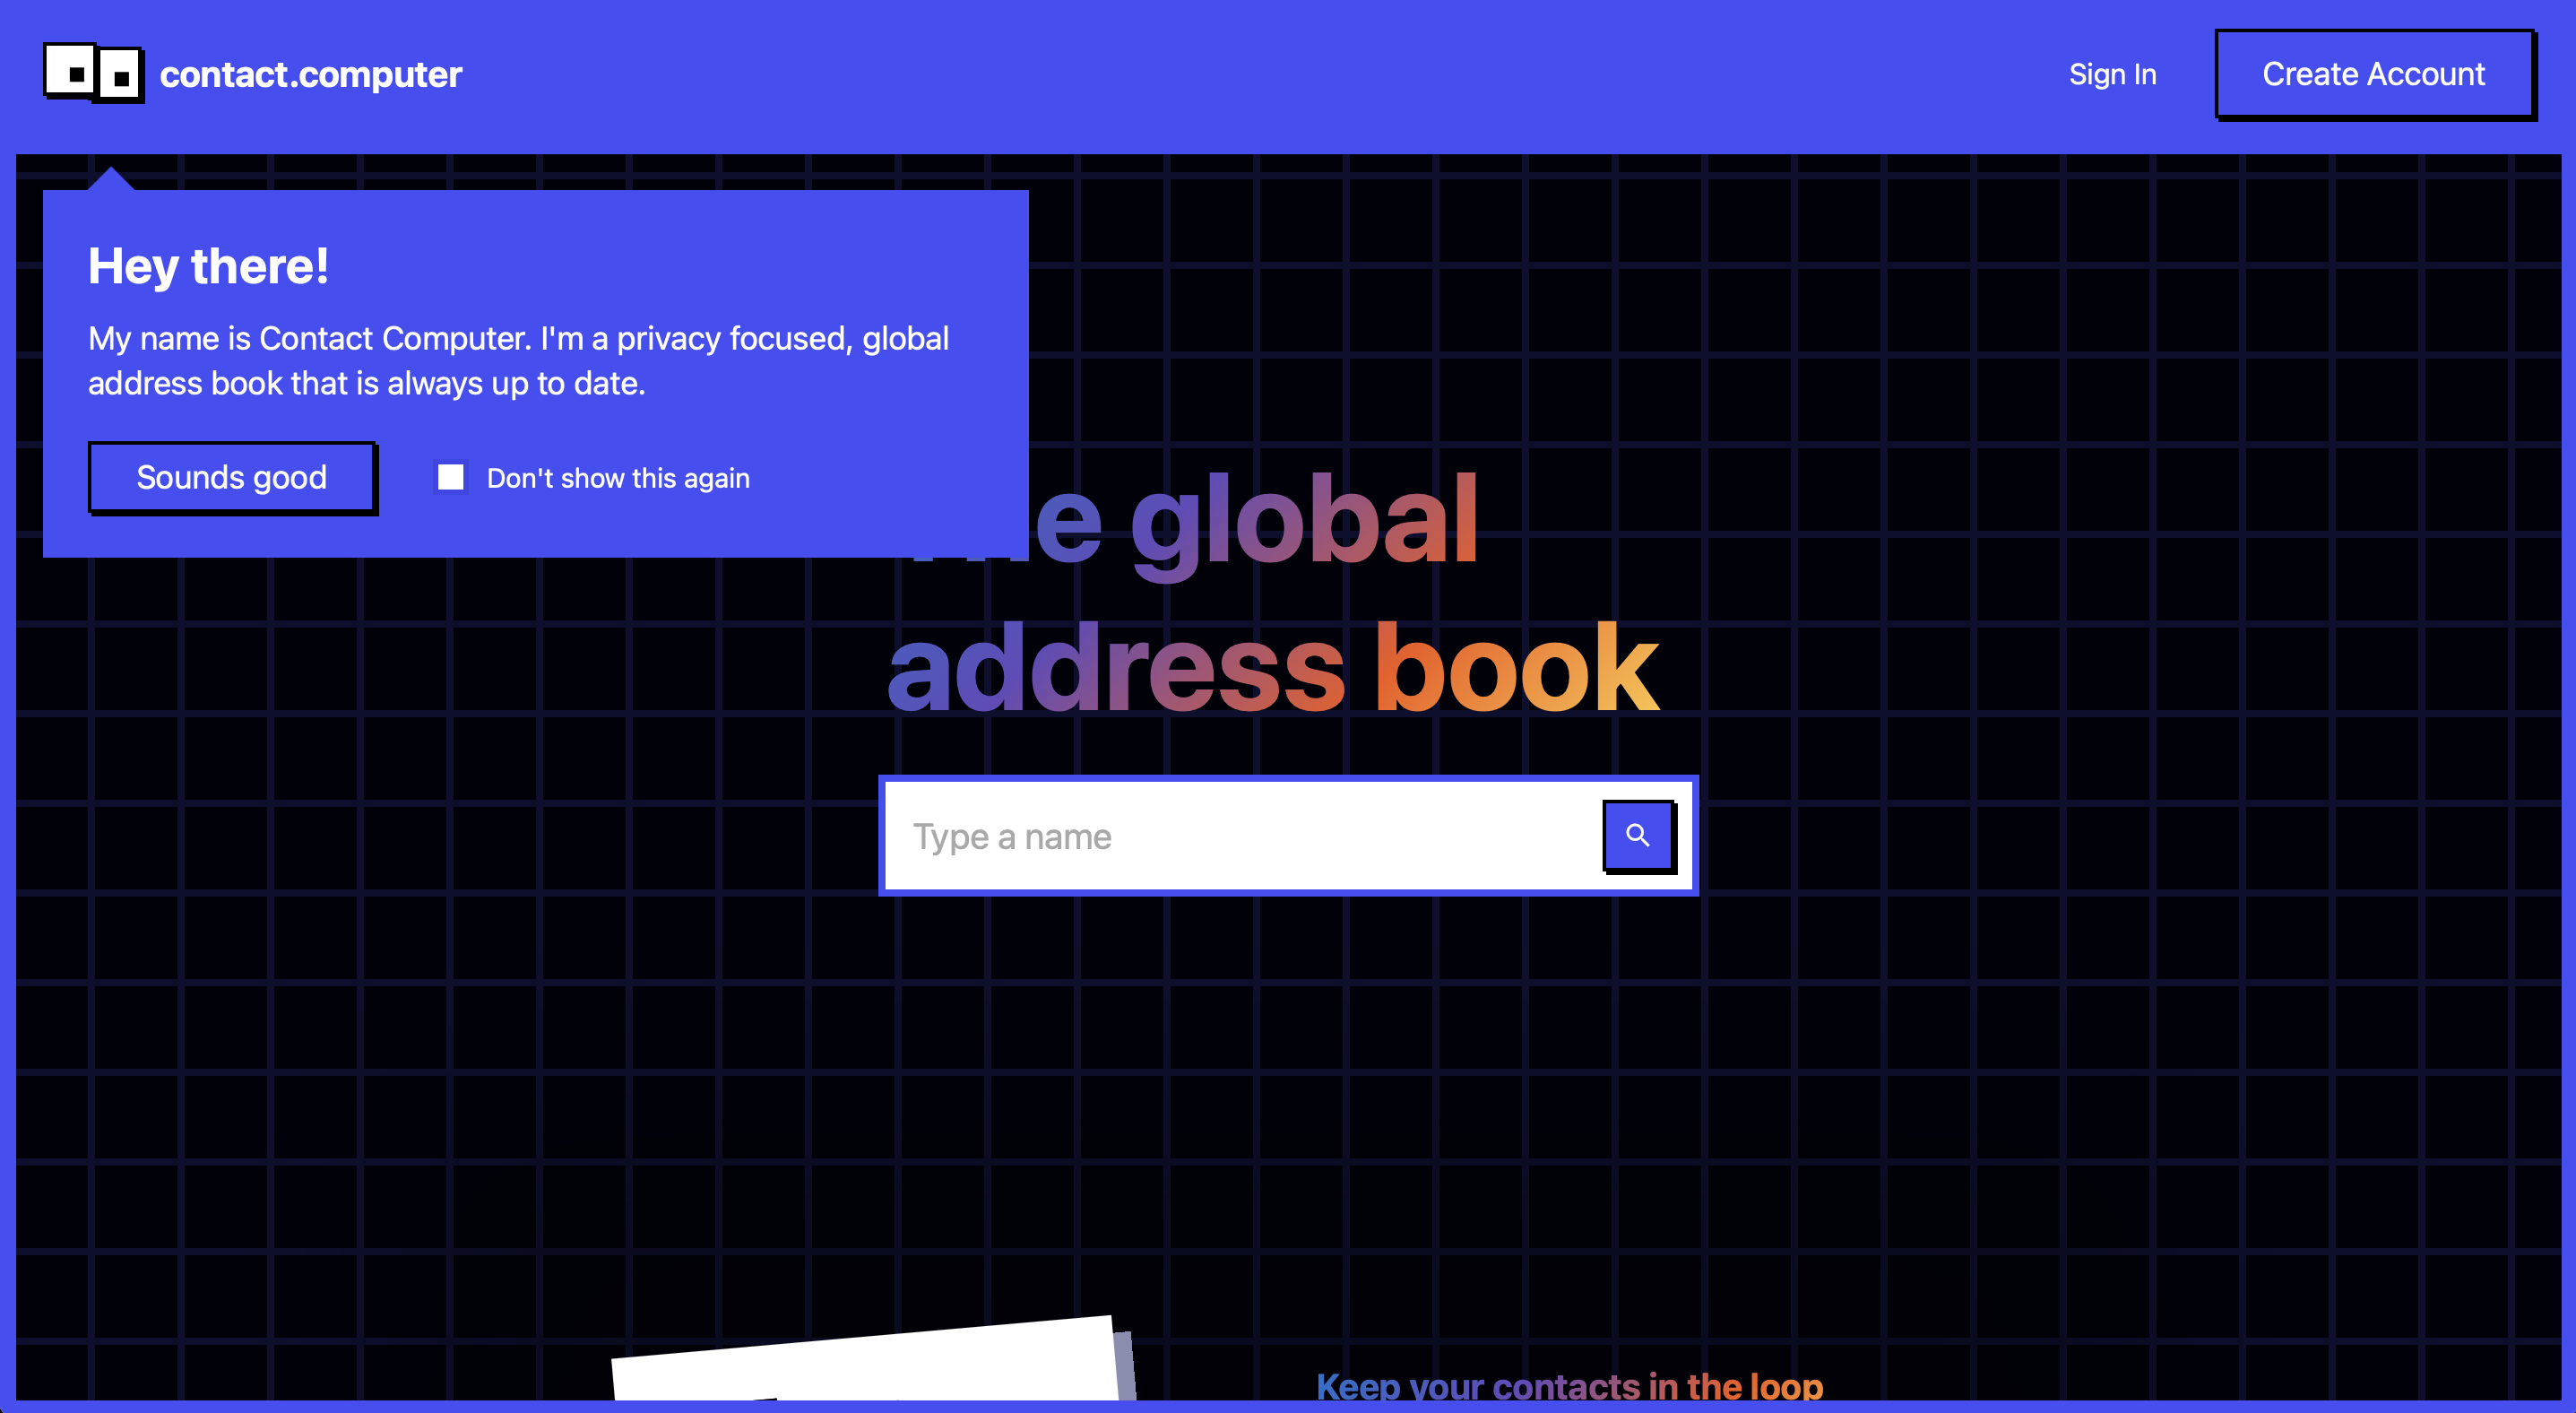 contact.computer
Sign In
Create Account
Hey there!
My name is Contact Computer. I'm a privacy focused, global
address book that is always up to date.
Sounds good
Don't show this again
global
address book
Type a name
Keep your contacts in the loop